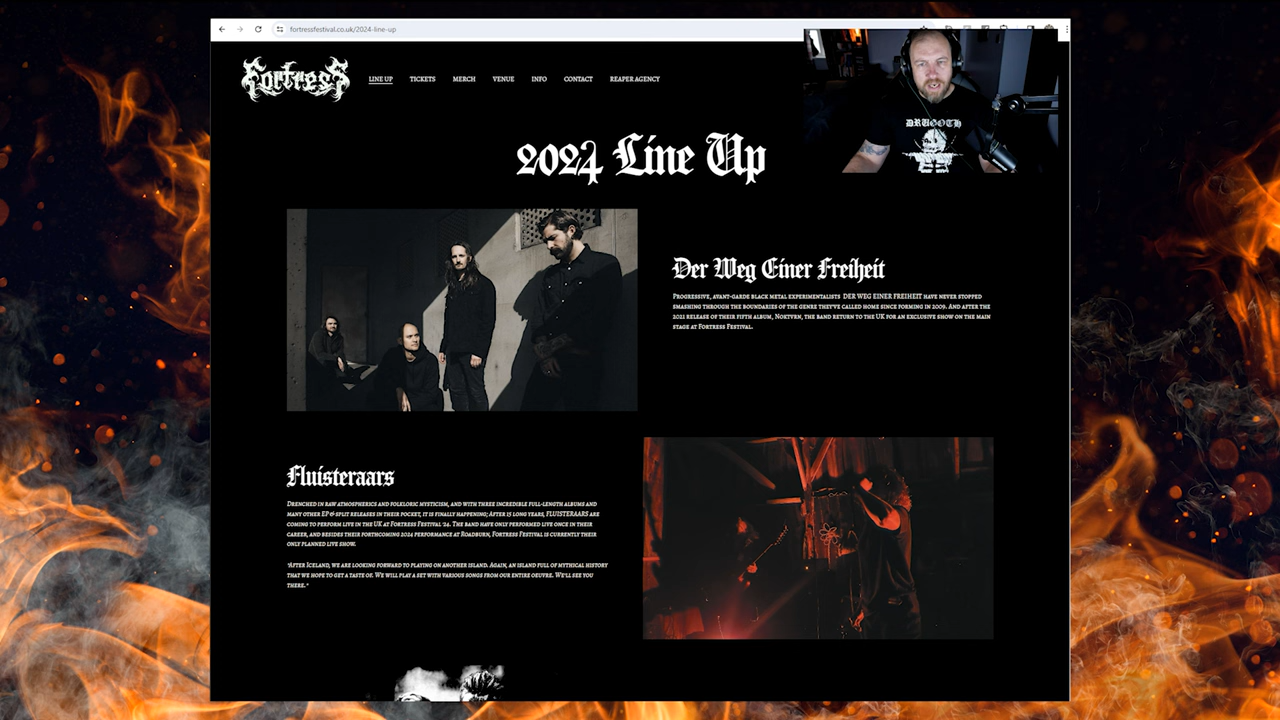 fortressfestival.co.uk/2024-line-up
Fortress
LINE UP
TICKETS
MERCH
VENUE
INFO
CONTACT
REAPER AGENCY
DRUGOTH
2024 Line Up
Der Weg Einer Freiheit
Progressive, avant-garde black metal experimentalists DER WEG EINER FREIHEIT have never stopped
smashing through the boundaries of the genre they've called home since forming in 2009. And after the
2021 release of their fifth album, Noktvrn, the band return to the UK for an exclusive show on the main
stage at Fortress Festival.
Fluisteraars
Drenched in raw atmospherics and folkloric mysticism, and with three incredible full-length albums and
many other EP & split releases in their pocket, it is finally happening; After 15 long years, FLUISTERAARS are
coming to perform live in the UK at Fortress Festival '24. The band have only performed live once in their
career, and besides their forthcoming 2024 performance at Roadburn, Fortress Festival is currently their
only planned live show.
"After Iceland, we are looking forward to playing on another island. Again, an island full of mythical history
that we hope to get a taste of. We will play a set with various songs from our entire oeuvre. We'll see you
there."